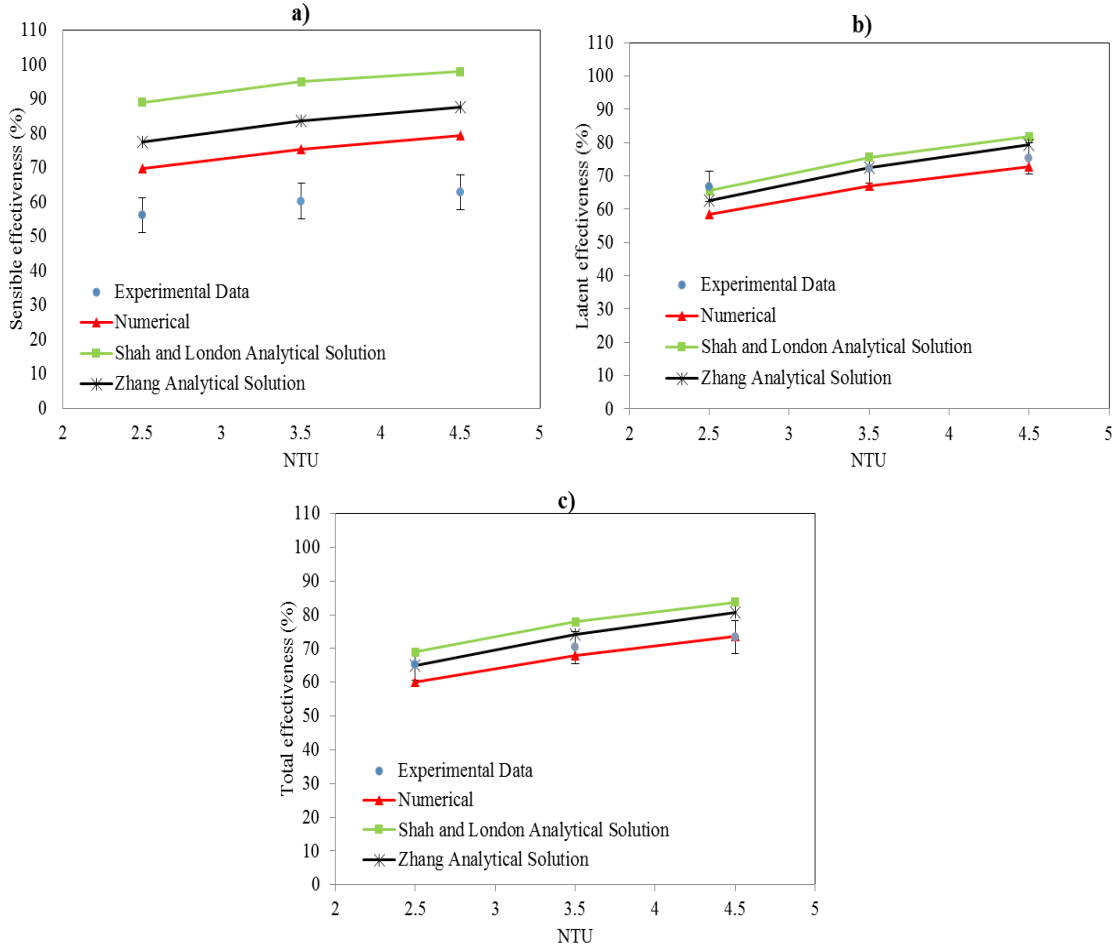 a)
110
100
90
80
70
60
50
40
30
20
10
0
Sensible effectiveness (%)
Experimental Data
Numerical
Shah and London Analytical Solution
Zhang Analytical Solution
2 2.5 3 3.5 4 4.5 5
NTU
b)
110
100
90
80
70
60
50
40
30
20
10
0
Latent effectiveness (%)
Experimental Data
Numerical
Shah and London Analytical Solution
Zhang Analytical Solution
2 2.5 3 3.5 4 4.5 5
NTU
c)
110
100
90
80
70
60
50
40
30
20
10
0
Total effectiveness (%)
Experimental Data
Numerical
Shah and London Analytical Solution
Zhang Analytical Solution
2 2.5 3 3.5 4 4.5 5
NTU